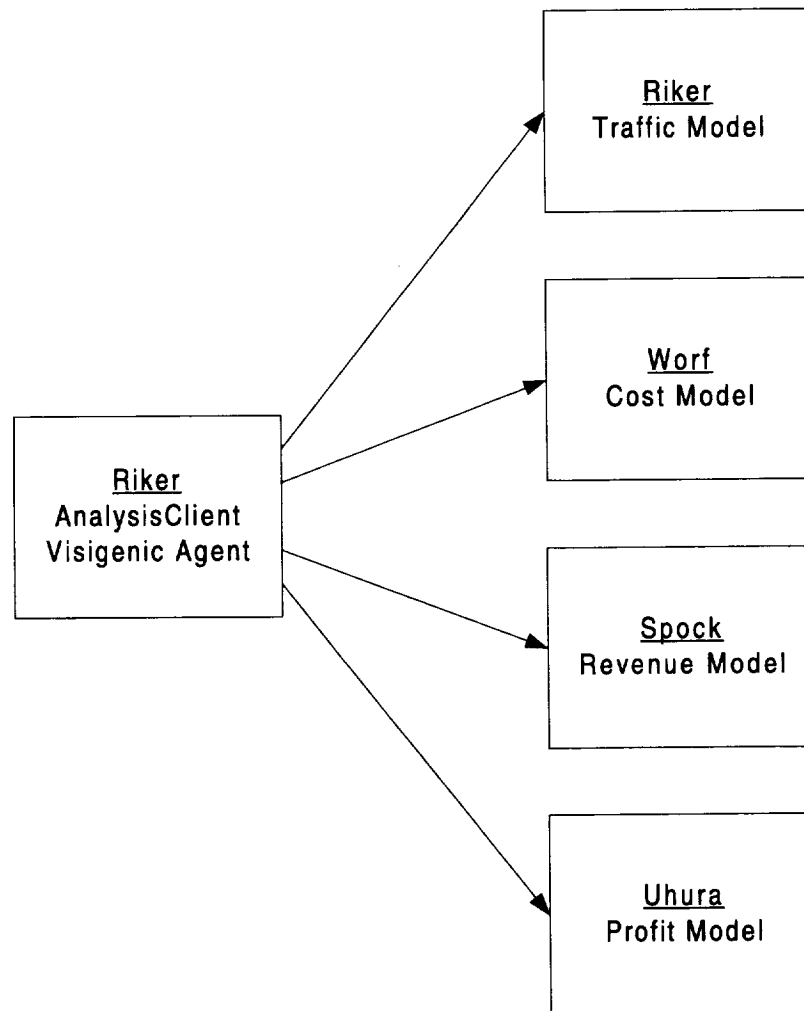 Riker
Traffic Model
Worf
Cost Model
Riker
AnalysisClient
Visigenic Agent
Spock
Revenue Model
Uhura
Profit Model